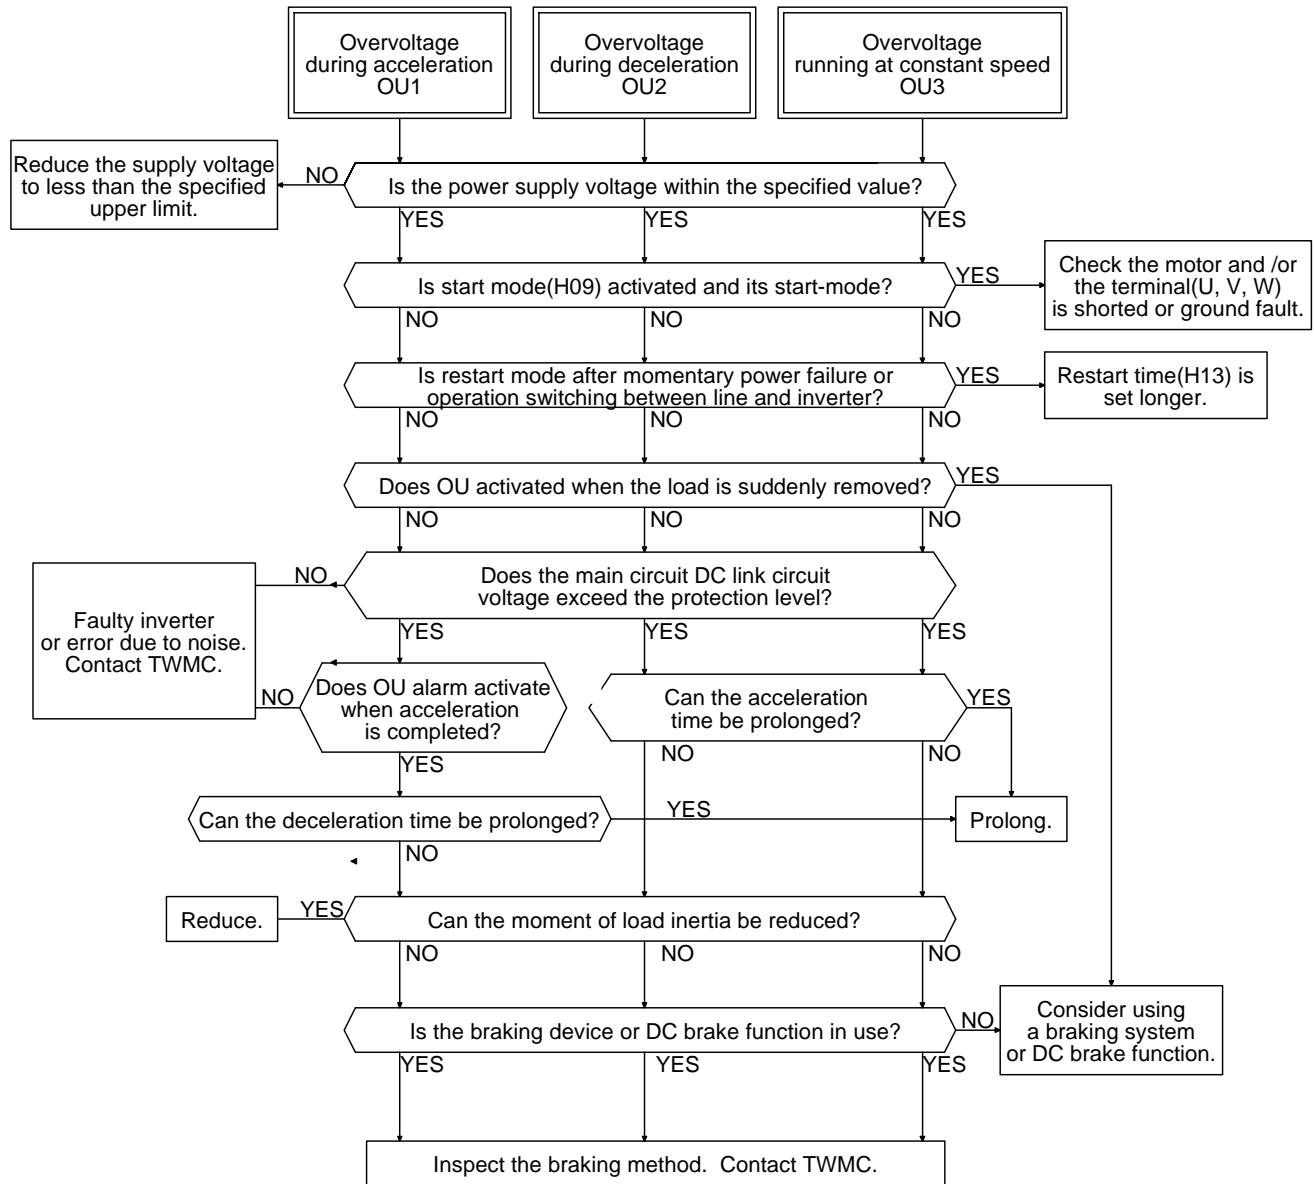 Overvoltage
during acceleration
OU1
Overvoltage
during deceleration
OU2
Overvoltage
running at constant speed
OU3
Reduce the supply voltage
to less than the specified
upper limit.
NO
Is the power supply voltage within the specified value?
YES
YES
YES
Is start mode(H09) activated and its start-mode?
YES
Check the motor and /or
the terminal(U, V, W)
is shorted or ground fault.
NO
NO
NO
Is restart mode after momentary power failure or
operation switching between line and inverter?
YES
Restart time(H13) is
set longer.
NO
NO
NO
Does OU activated when the load is suddenly removed?
YES
NO
NO
NO
Does the main circuit DC link circuit
voltage exceed the protection level?
NO
Faulty inverter
or error due to noise.
Contact TWMC.
YES
YES
YES
NO
Does OU alarm activate
when acceleration
is completed?
Can the acceleration
time be prolonged?
YES
YES
NO
NO
Can the deceleration time be prolonged?
YES
Prolong.
NO
Reduce.
YES
Can the moment of load inertia be reduced?
NO
NO
NO
Is the braking device or DC brake function in use?
NO
Consider using
a braking system
or DC brake function.
YES
YES
YES
Inspect the braking method. Contact TWMC.